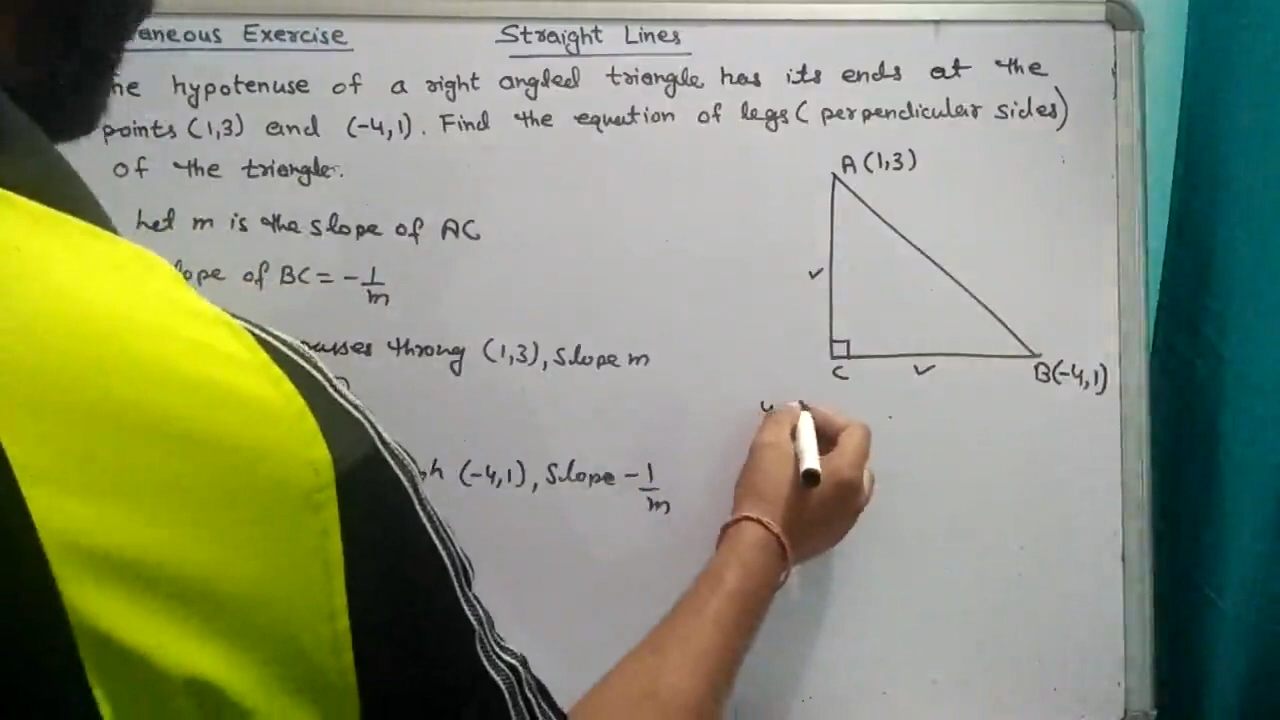 aneous Exercise Straight Lines
he hypotenuse of a right angled triangle has its ends at the
points (1,3) and (-4,1). Find the equation of legs ( perpendicular sides)
of the triangle.
A (1,3)
Let m is the slope of AC
lope of BC = -1/m
passes throng (1,3), Slope m
C
B(-4,1)
(-4,1), Slope -1/m